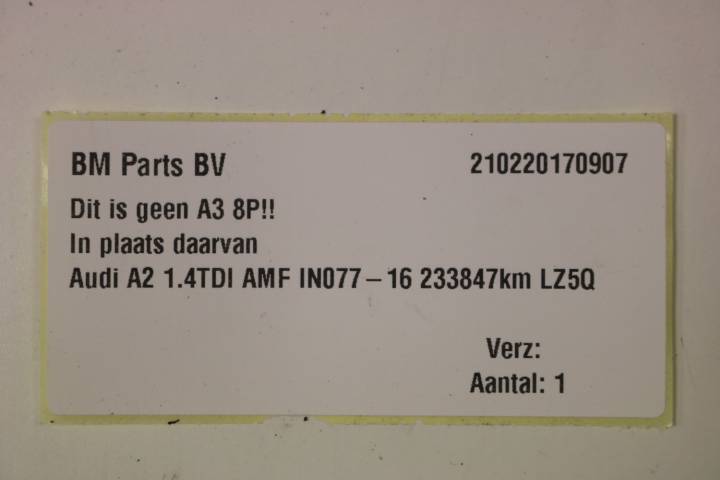 BM Parts BV 210220170907
Dit is geen A3 8P!!
In plaats daarvan
Audi A2 1.4TDI AMF IN077–16 233847km LZ5Q
Verz:
Aantal: 1